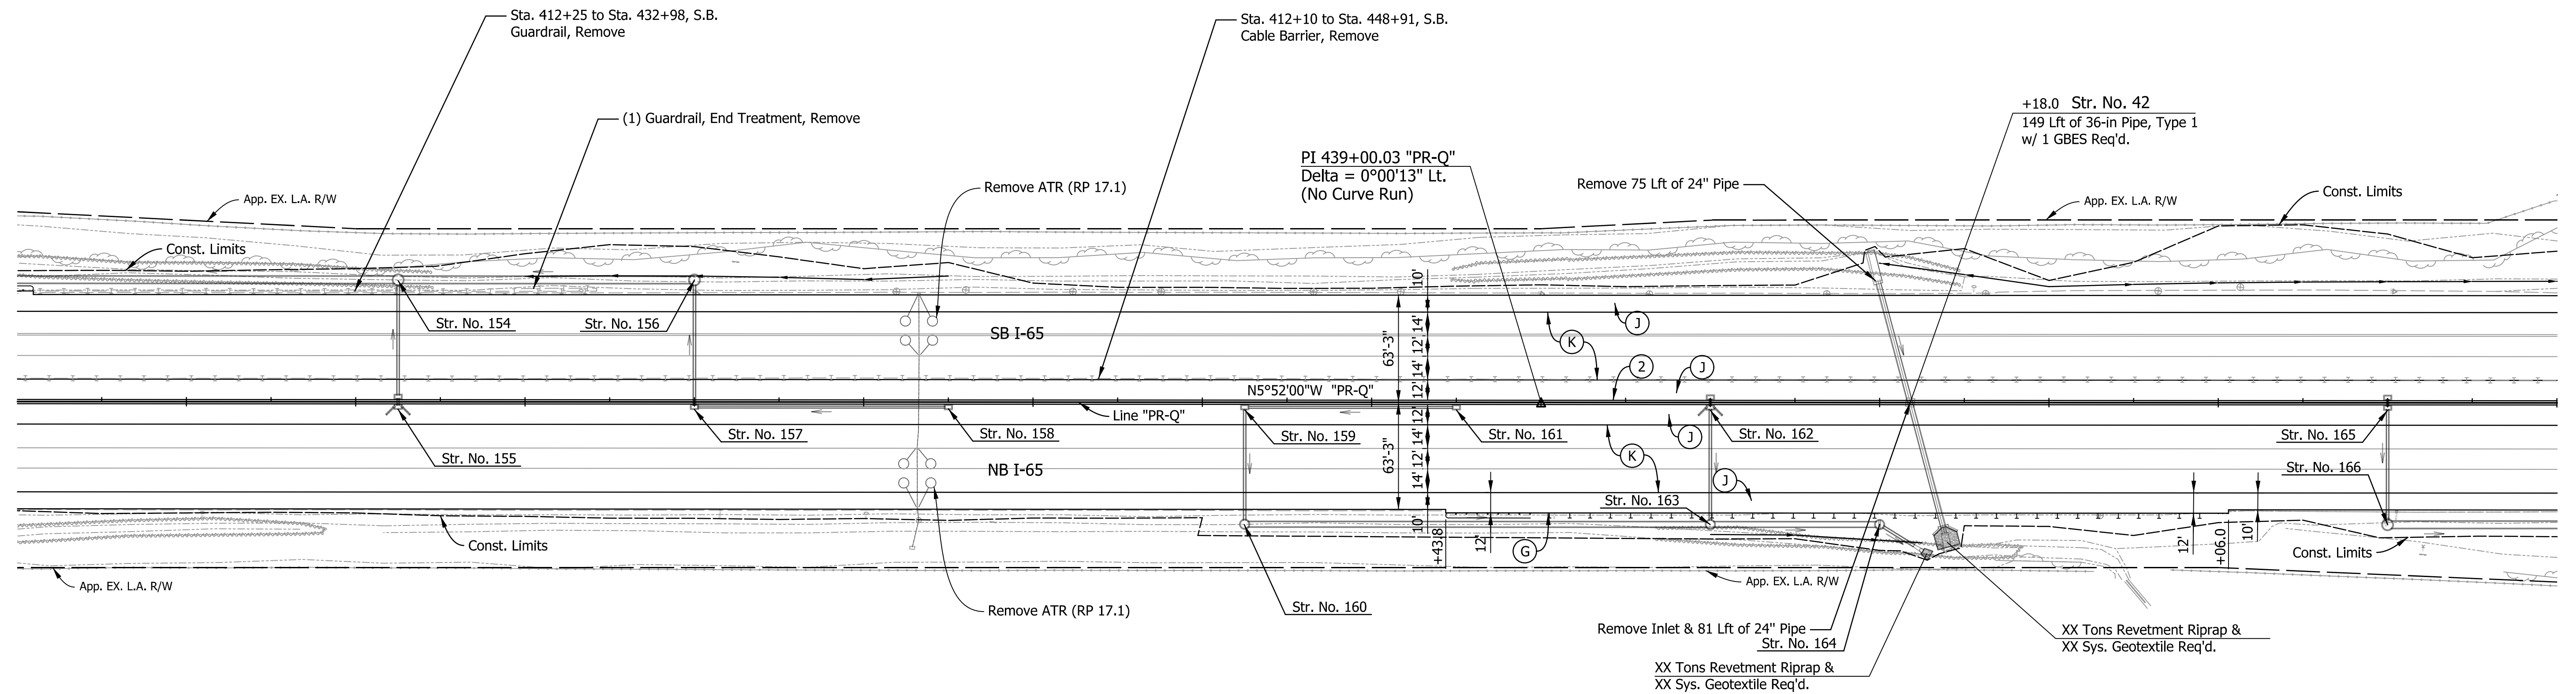 Sta. 412+25 to Sta. 432+98, S.B.
Guardrail, Remove
Sta. 412+10 to Sta. 448+91, S.B.
Cable Barrier, Remove
(1) Guardrail, End Treatment, Remove
+18.0 Str. No. 42
149 Lft of 36-in Pipe, Type 1
w/ 1 GBES Req'd.
PI 439+00.03 "PR-Q"
Delta = 0°00'13" Lt.
(No Curve Run)
Remove ATR (RP 17.1)
Remove 75 Lft of 24" Pipe
Const. Limits
App. EX. L.A. R/W
App. EX. L.A. R/W
Const. Limits
10'
Str. No. 154
Str. No. 156
SB I-65
J
K
14'
12'
14'
12'
63'-3"
2
J
N5°52'00"W "PR-Q"
Line "PR-Q"
Str. No. 155
Str. No. 157
Str. No. 158
Str. No. 159
Str. No. 161
Str. No. 162
Str. No. 165
J
K
J
12'
14'
12'
14'
10'
63'-3"
NB I-65
Str. No. 166
Str. No. 163
Const. Limits
+43.8
12'
G
12'
+06.0
10'
Const. Limits
App. EX. L.A. R/W
App. EX. L.A. R/W
Remove ATR (RP 17.1)
Str. No. 160
Remove Inlet & 81 Lft of 24" Pipe
Str. No. 164
XX Tons Revetment Riprap &
XX Sys. Geotextile Req'd.
XX Tons Revetment Riprap &
XX Sys. Geotextile Req'd.